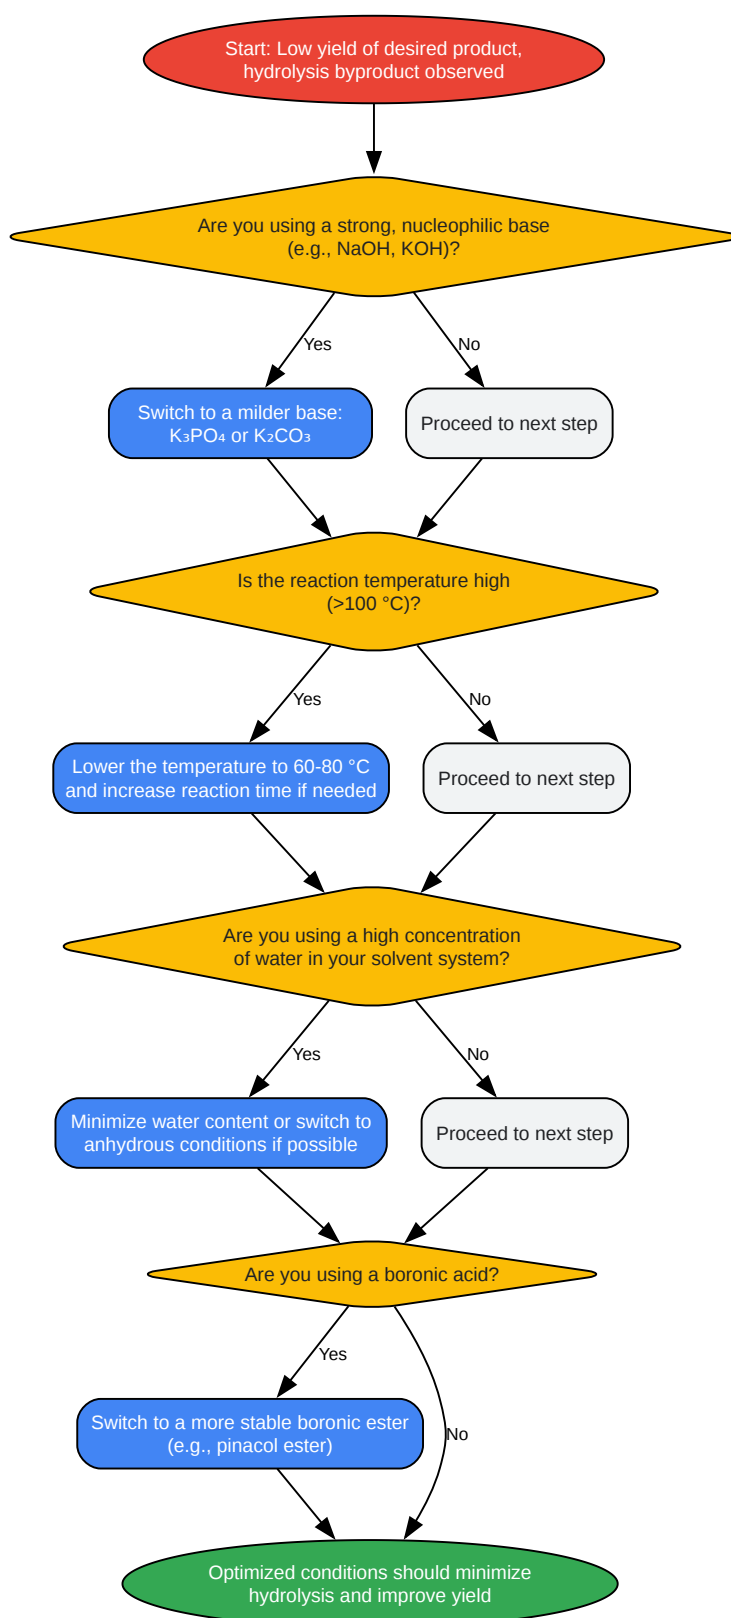 Start: Low yield of desired product,
hydrolysis byproduct observed
Are you using a strong, nucleophilic base
(e.g., NaOH, KOH)?
Yes
No
Switch to a milder base:
K₃PO₄ or K₂CO₃
Proceed to next step
Is the reaction temperature high
(>100 °C)?
Yes
No
Lower the temperature to 60-80 °C
and increase reaction time if needed
Proceed to next step
Are you using a high concentration
of water in your solvent system?
Yes
No
Minimize water content or switch to
anhydrous conditions if possible
Proceed to next step
Are you using a boronic acid?
Yes
Switch to a more stable boronic ester
(e.g., pinacol ester)
No
Optimized conditions should minimize
hydrolysis and improve yield